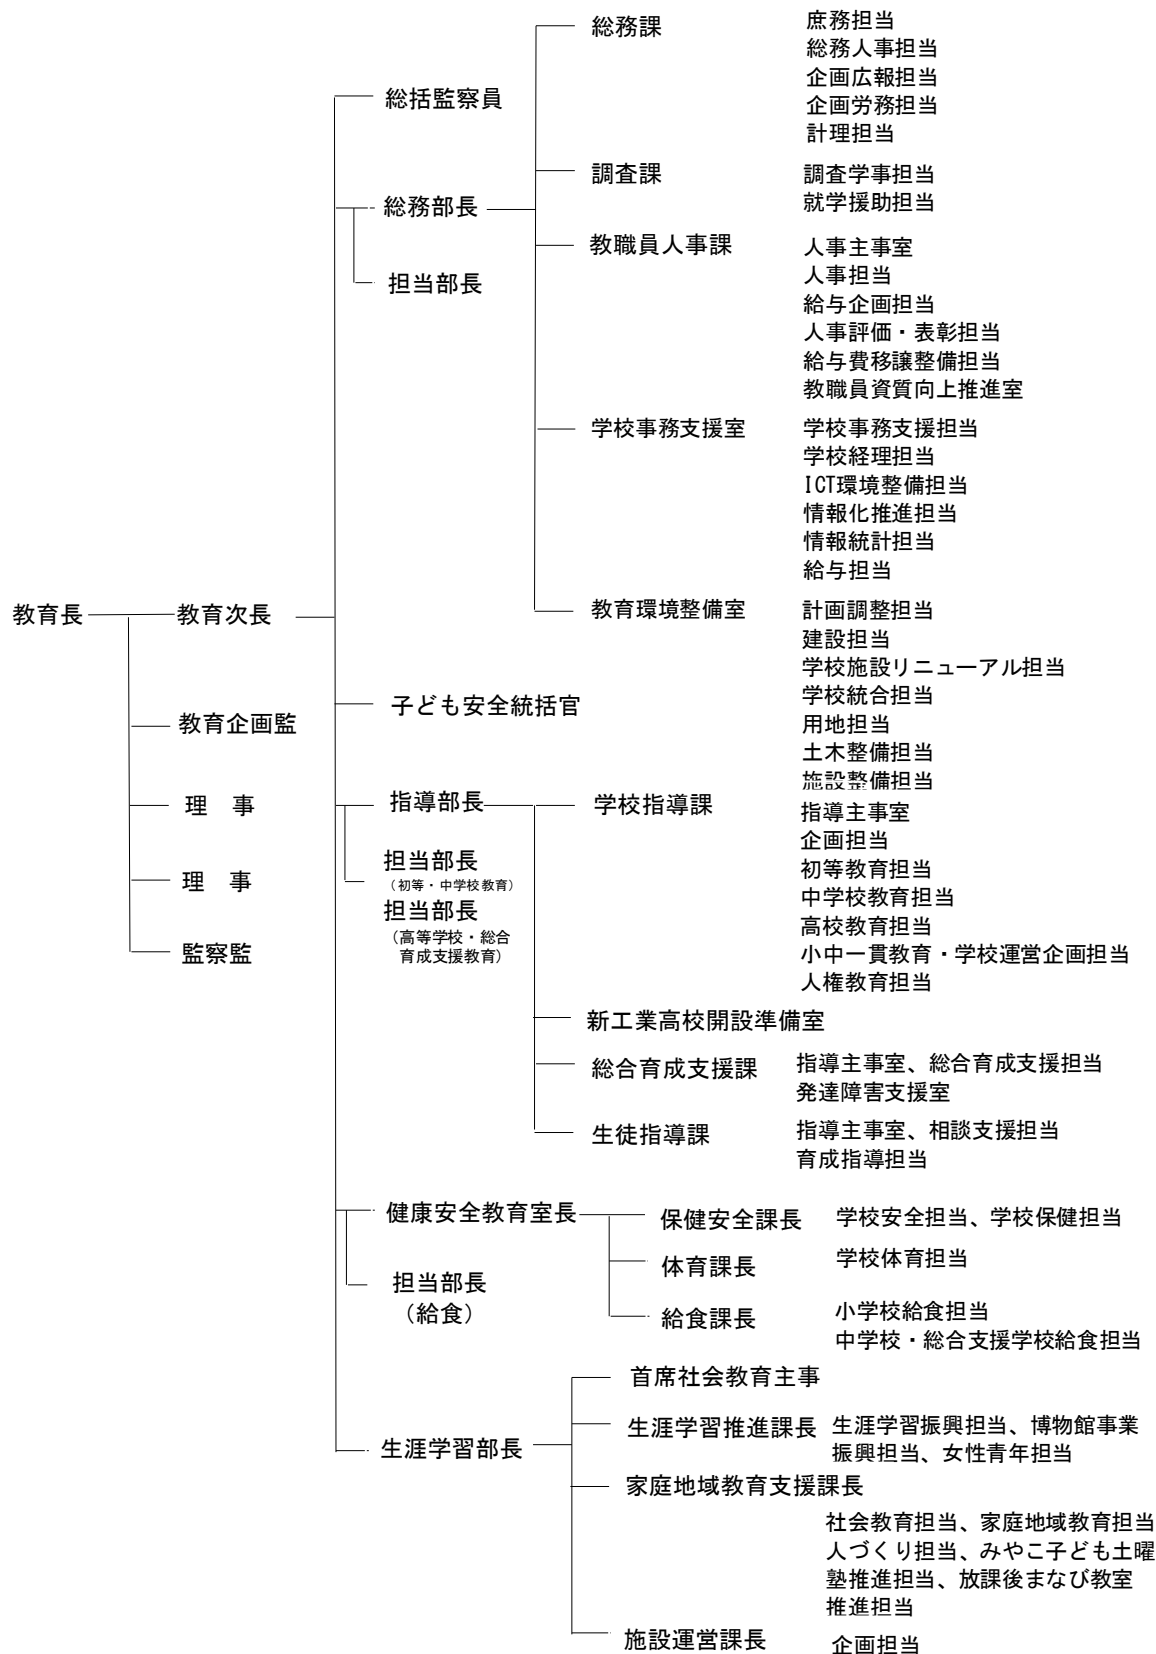 総務課
庶務担当
総務人事担当
企画広報担当
企画労務担当
計理担当
総括監察員
調査課
調査学事担当
就学援助担当
総務部長
担当部長
教職員人事課
人事主事室
人事担当
給与企画担当
人事評価・表彰担当
給与費移譲整備担当
教職員資質向上推進室
学校事務支援室
学校事務支援担当
学校経理担当
ICT環境整備担当
情報化推進担当
情報統計担当
給与担当
教育長
教育次長
教育環境整備室
計画調整担当
建設担当
学校施設リニューアル担当
学校統合担当
用地担当
土木整備担当
施設整備担当
教育企画監
理　事
理　事
監察監
子ども安全統括官
指導部長
担当部長
（初等・中学校教育）
担当部長
（高等学校・総合
育成支援教育）
学校指導課
指導主事室
企画担当
初等教育担当
中学校教育担当
高校教育担当
小中一貫教育・学校運営企画担当
人権教育担当
新工業高校開設準備室
総合育成支援課
指導主事室、総合育成支援担当
発達障害支援室
生徒指導課
指導主事室、相談支援担当
育成指導担当
健康安全教育室長
担当部長
（給食）
保健安全課長
学校安全担当、学校保健担当
体育課長
学校体育担当
給食課長
小学校給食担当
中学校・総合支援学校給食担当
生涯学習部長
首席社会教育主事
生涯学習推進課長
生涯学習振興担当、博物館事業
振興担当、女性青年担当
家庭地域教育支援課長
社会教育担当、家庭地域教育担当
人づくり担当、みやこ子ども土曜
塾推進担当、放課後まなび教室
推進担当
施設運営課長
企画担当